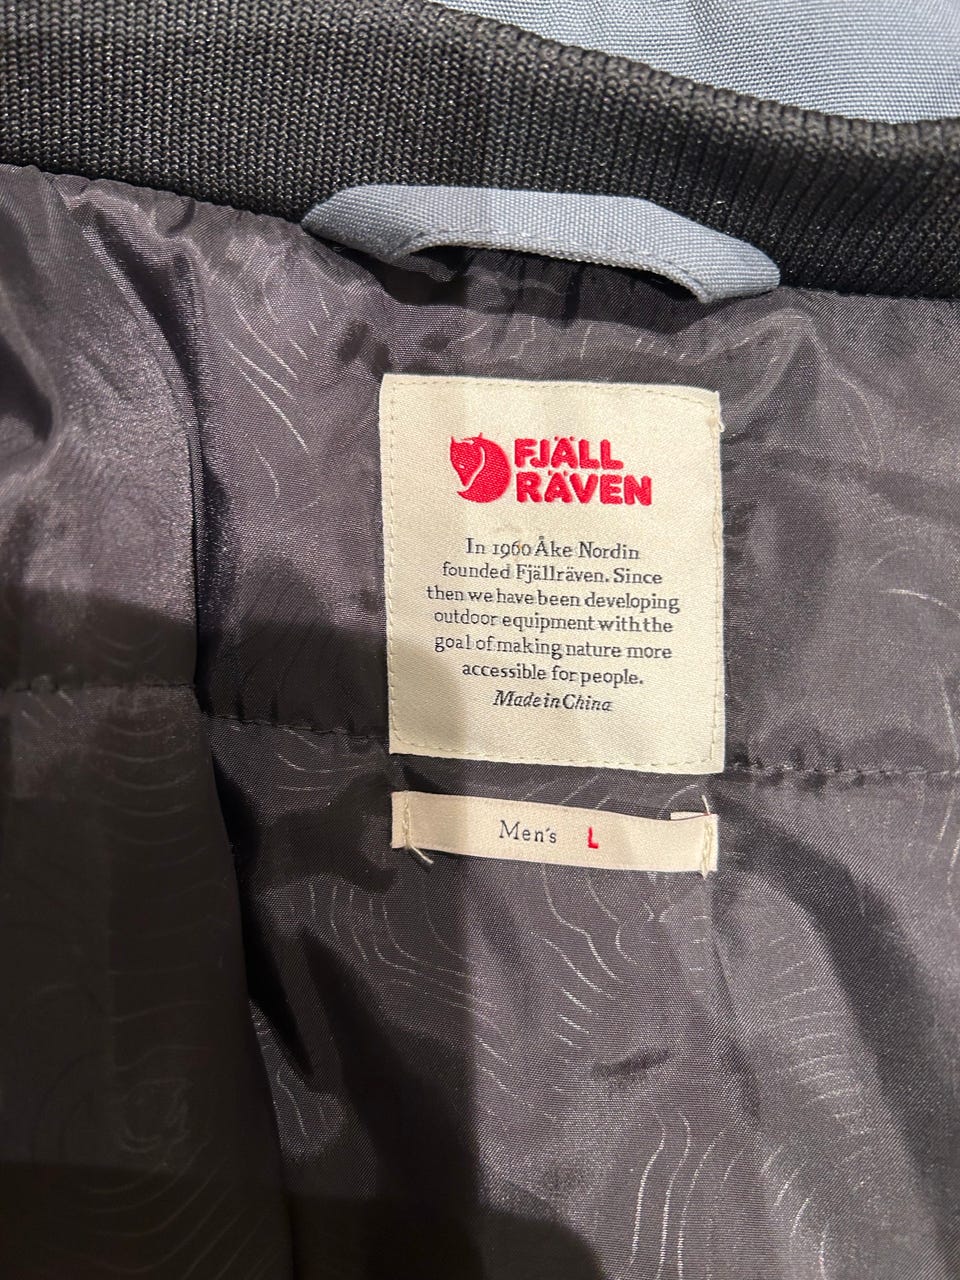 FJÄLL
RÄVEN
In 1960 Åke Nordin
founded Fjällräven. Since
then we have been developing
outdoor equipment with the
goal of making nature more
accessible for people.
Made in China
Men's L